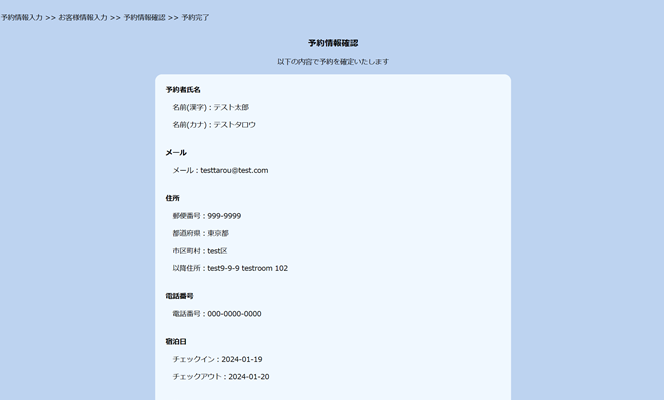 予約情報入力 >> お客様情報入力 >> 予約情報確認 >> 予約完了
予約情報確認
以下の内容で予約を確定いたします
予約者氏名
名前(漢字)：テスト太郎
名前(カナ)：テストタロウ
メール
メール：testtarou@test.com
住所
郵便番号：999-9999
都道府県：東京都
市区町村：test区
以降住所：test9-9-9 testroom 102
電話番号
電話番号：000-0000-0000
宿泊日
チェックイン：2024-01-19
チェックアウト：2024-01-20